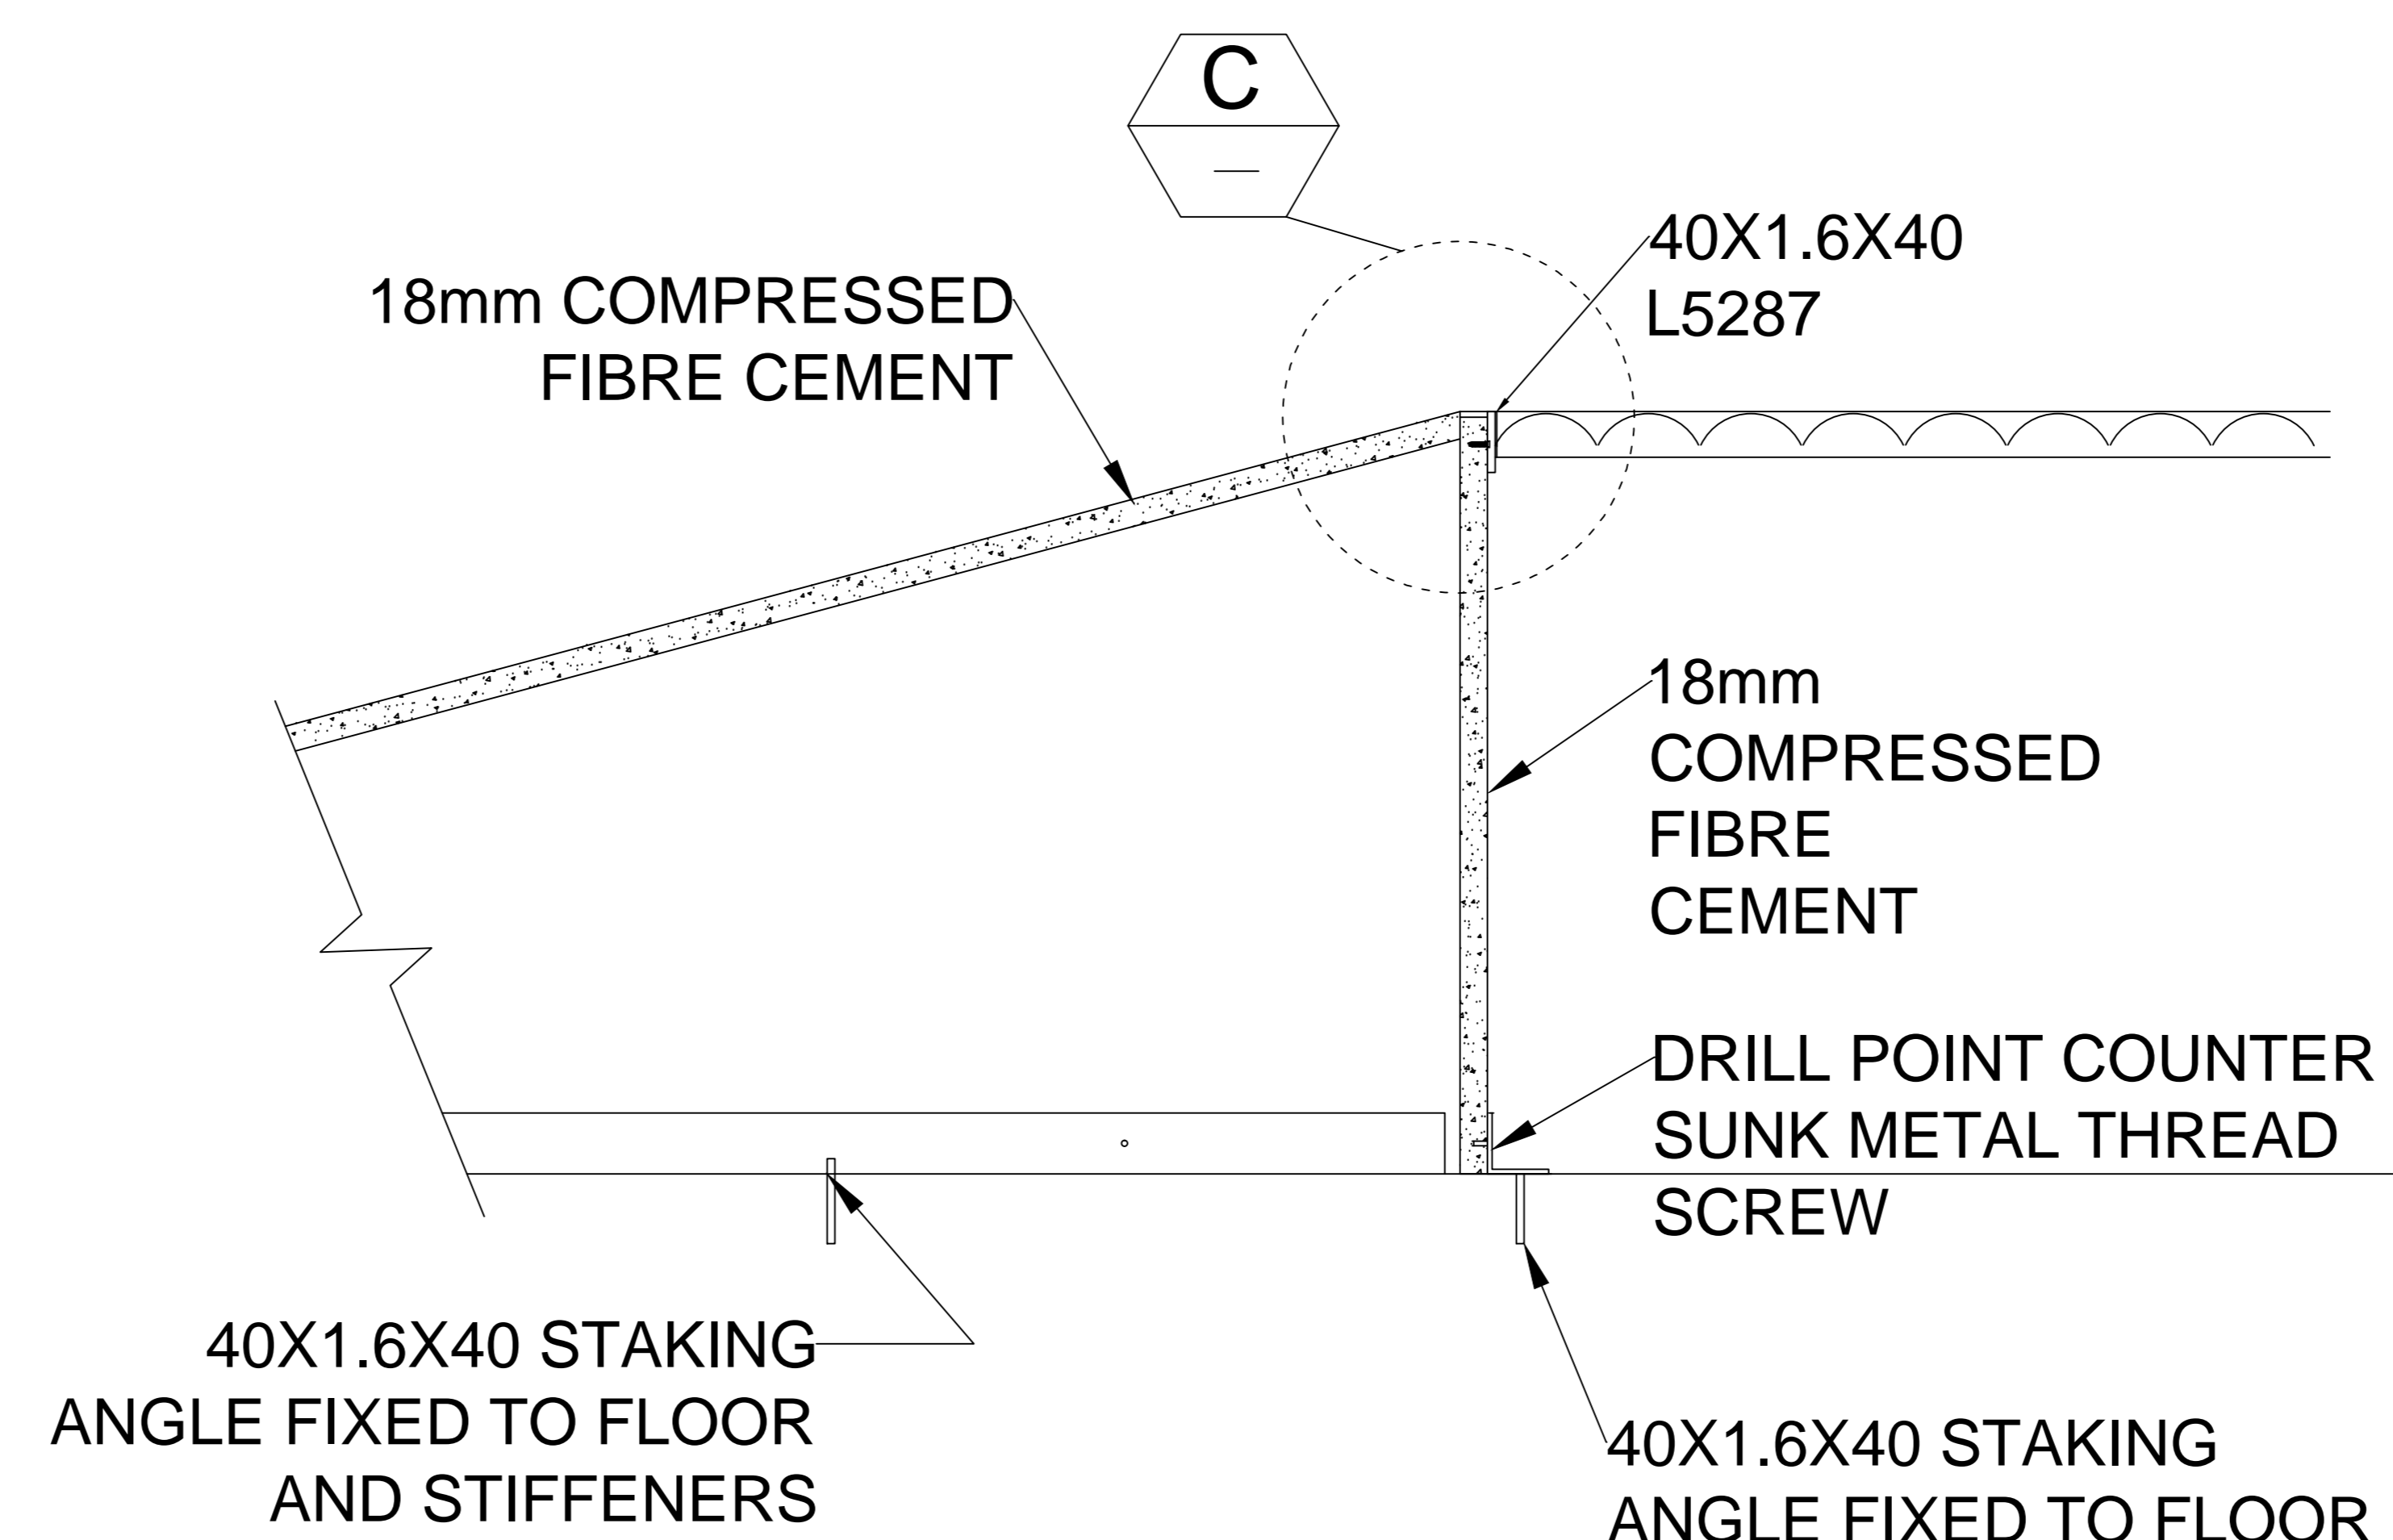 C
—
40X1.6X40
L5287
18mm COMPRESSED
FIBRE CEMENT
18mm
COMPRESSED
FIBRE
CEMENT
DRILL POINT COUNTER
SUNK METAL THREAD
SCREW
40X1.6X40 STAKING
ANGLE FIXED TO FLOOR
AND STIFFENERS
40X1.6X40 STAKING
ANGLE FIXED TO FLOOR